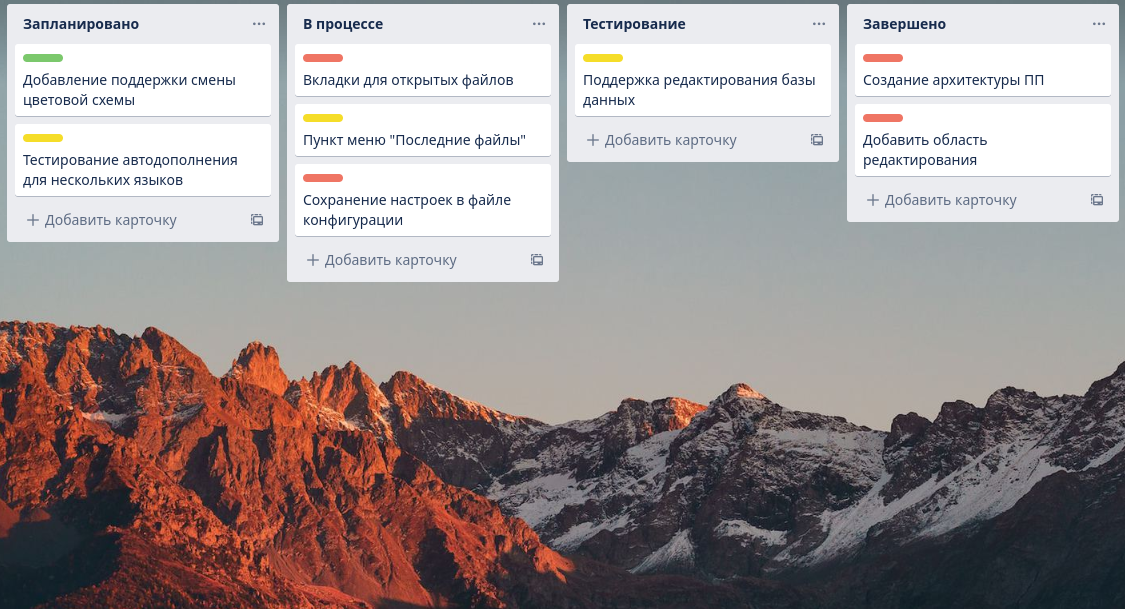 Запланировано
Добавление поддержки смены
цветовой схемы
Тестирование автодополнения
для нескольких языков
Добавить карточку
В процессе
Вкладки для открытых файлов
Пункт меню "Последние файлы"
Сохранение настроек в файле
конфигурации
Добавить карточку
Тестирование
Поддержка редактирования базы
данных
Добавить карточку
Завершено
Создание архитектуры ПП
Добавить область
редактирования
Добавить карточку